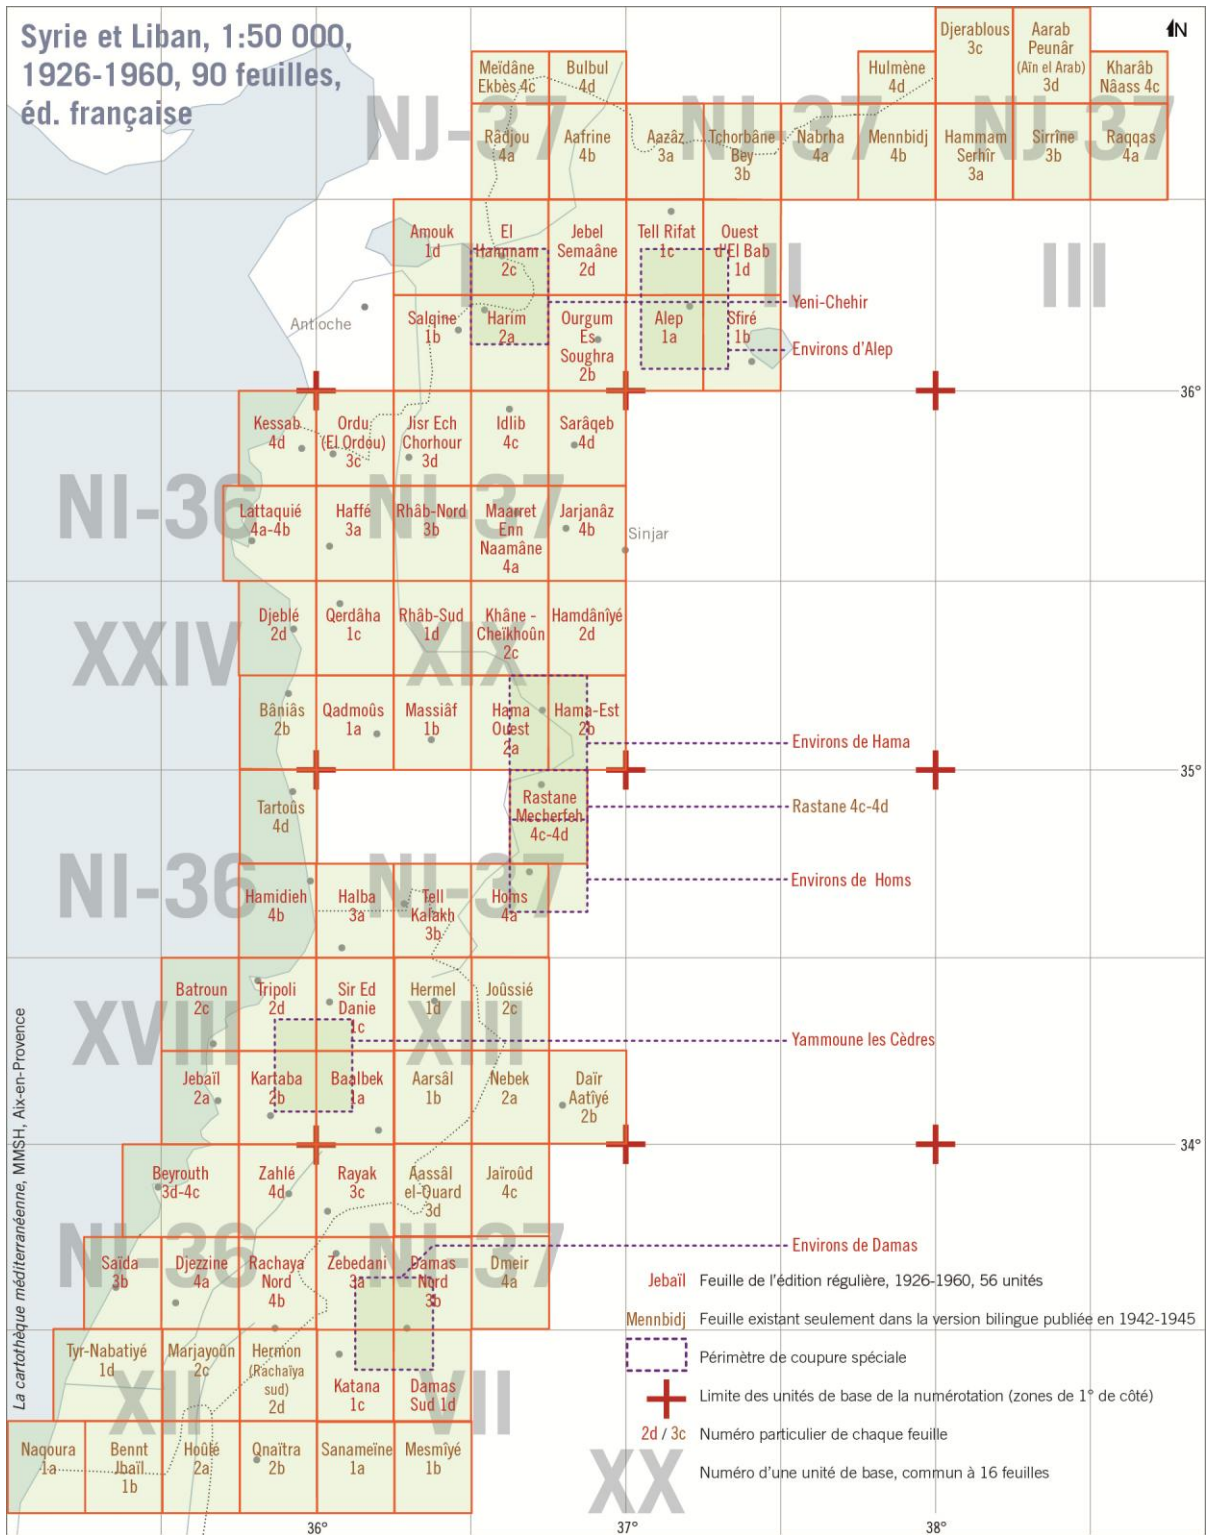 Syrie et Liban, 1:50 000,
1926-1960, 90 feuilles,
éd. française
N
Djerablous
3c
Aarab
Peunâr
(Aïn el Arab)
3d
Meïdâne
Ekbès 4c
Bulbul
4d
Hulmène
4d
Kharâb
Nâass 4c
NJ-37
NJ-37
NJ-37
Râdjou
4a
Aafrine
4b
Aazâz
3a
Tchorbâne
Bey
3b
Nabrha
4a
Mennbidj
4b
Hammam
Serhîr
3a
Sirrîne
3b
Raqqas
4a
Amouk
1d
El
Hammam
2c
Jebel
Semaâne
2d
Tell Rifat
1c
Ouest
d'El Bab
1d
I
II
III
Yeni-Chehir
Antioche
Salqine
1b
Harim
2a
Ourgum
Es
Soughra
2b
Alep
1a
Sfiré
1b
Environs d'Alep
36°
Kessab
4d
Ordu
(El Ordou)
3c
Jisr Ech
Chorhour
3d
Idlib
4c
Sarâqeb
4d
NI-36
NI-37
Lattaquié
4a-4b
Haffé
3a
Rhâb-Nord
3b
Maarret
Enn
Naamâne
4a
Jarjanâz
4b
Sinjar
Djeblé
2d
Qerdâha
1c
Rhâb-Sud
1d
Khâne -
Cheïkhoûn
2c
Hamdânîyé
2d
XXIV
XIX
Bâniâs
2b
Qadmoûs
1a
Massiâf
1b
Hama
Ouest
2a
Hama-Est
2b
Environs de Hama
35°
Tartoûs
4d
Rastane
Mecherfeh
4c-4d
Rastane 4c-4d
NI-36
NI-37
Environs de Homs
Hamidieh
4b
Halba
3a
Tell
Kalakh
3b
Homs
4a
Batroun
2c
Tripoli
2d
Sir Ed
Danie
1c
Hermel
1d
Joûssié
2c
XVIII
XIII
Yammoune les Cèdres
Jebaïl
2a
Kartaba
2b
Baalbek
1a
Aarsâl
1b
Nebek
2a
Daïr
Aatîyé
2b
34°
Beyrouth
3d-4c
Zahlé
4d
Rayak
3c
Aassâl
el-Ouard
3d
Jaïroûd
4c
NI-36
NI-37
Environs de Damas
Saïda
3b
Djezzine
4a
Rachaya
Nord
4b
Zebedani
3a
Damas
Nord
3b
Dmeir
4a
Tyr-Nabatiyé
1d
Marjayoûn
2c
Hermon
(Rachaïya
sud)
2d
Katana
1c
Damas
Sud 1d
XII
VII
Naqoura
1a
Bennt
Jbaïl
1b
Houlé
2a
Qnaïtra
2b
Sanameïne
1a
Mesmîyé
1b
Jebaïl Feuille de l'édition régulière, 1926-1960, 56 unités
Mennbidj Feuille existant seulement dans la version bilingue publiée en 1942-1945
Périmètre de coupure spéciale
Limite des unités de base de la numérotation (zones de 1° de côté)
2d / 3c Numéro particulier de chaque feuille
XX Numéro d'une unité de base, commun à 16 feuilles
36°
37°
38°
La cartothèque méditerranéenne, MMSH, Aix-en-Provence